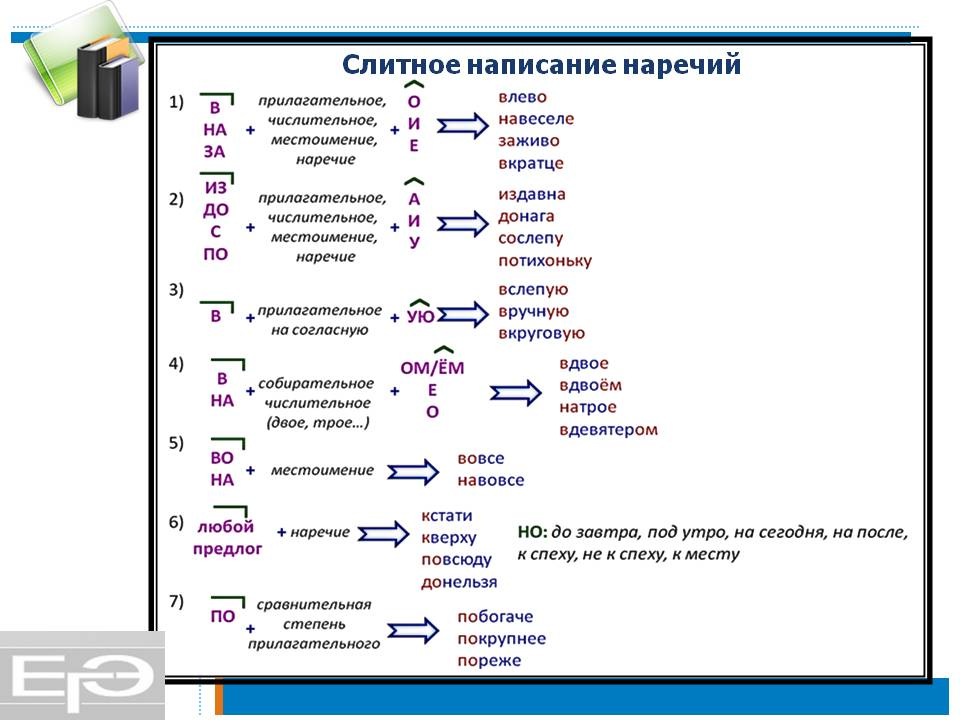 Слитное написание наречий
1)
В
НА
ЗА
+
прилагательное,
числительное,
местоимение,
наречие
+
О
И
Е
влево
навеселе
заживо
вкратце
2)
ИЗ
ДО
С
ПО
+
прилагательное,
числительное,
местоимение,
наречие
+
А
И
У
издавна
донага
сослепу
потихоньку
3)
В
+
прилагательное
на согласную
+
УЮ
вслепую
вручную
вкруговую
4)
В
НА
+
собирательное
числительное
(двое, трое...)
+
ОМ/ЁМ
Е
О
вдвое
вдвоём
натрое
вдевятером
5)
ВО
НА
+
местоимение
вовсе
навовсе
6)
любой
предлог
+ наречие
кстати
кверху
повсюду
донельзя
НО: до завтра, под утро, на сегодня, на после,
к спеху, не к спеху, к месту
7)
ПО
+
сравнительная
степень
прилагательного
побогаче
покрупнее
пореже
ЕГЭ